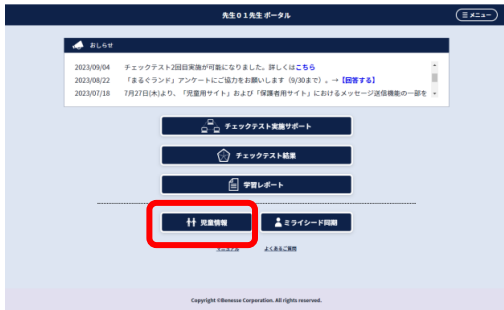 先生01先生 ポータル
☰ メニュー
おしらせ
2023/09/04 チェックテスト2回目実施が可能になりました。詳しくはこちら
2023/08/22 「まるぐランド」アンケートにご協力をお願いします（9/30まで）。→【回答する】
2023/07/18 7月27日(木)より、「児童用サイト」および「保護者用サイト」におけるメッセージ送信機能の一部を
チェックテスト実施サポート
チェックテスト結果
学習レポート
児童情報 ミライシード同期
マニュアル よくあるご質問
Copyright ©Benesse Corporation. All rights reserved.